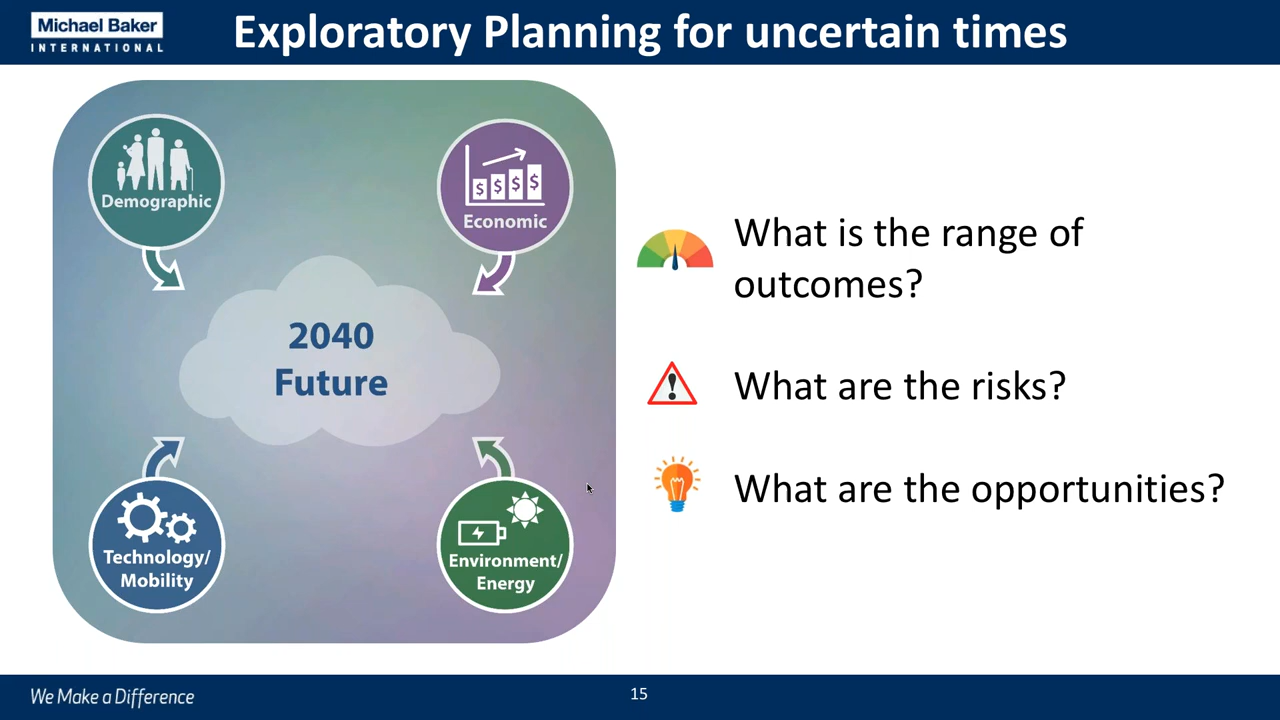 Michael Baker
INTERNATIONAL
Exploratory Planning for uncertain times
Demographic
$ $ $ $
Economic
2040
Future
Technology/
Mobility
Environment/
Energy
What is the range of
outcomes?
What are the risks?
What are the opportunities?
We Make a Difference
15